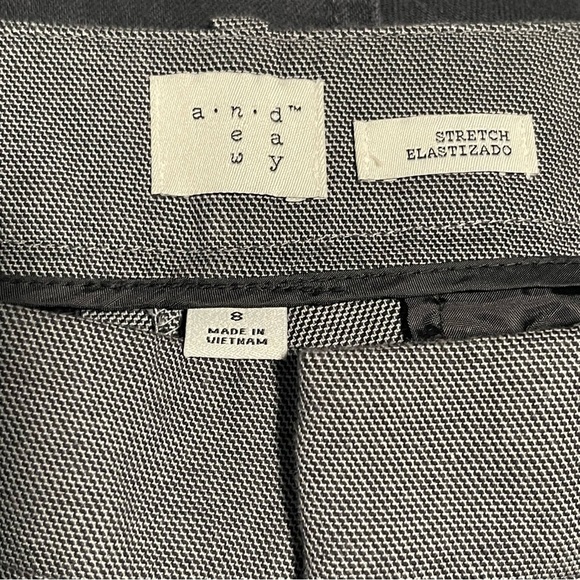 a·n·d™
e a
w y
STRETCH
ELASTIZADO
8
MADE IN
VIETNAM